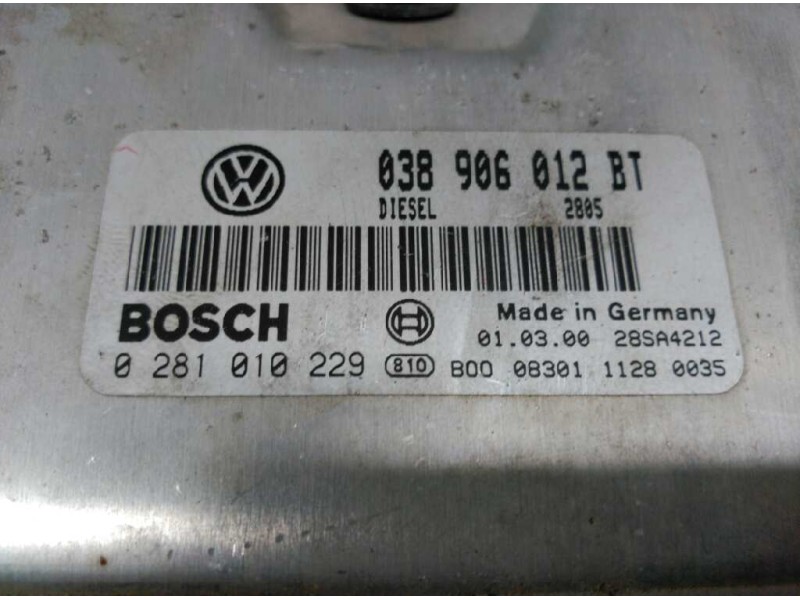 038 906 012 BT
DIESEL 2805
BOSCH
Made in Germany
01.03.00 28SA4212
0 281 010 229 810 B00 08301 1128 0035